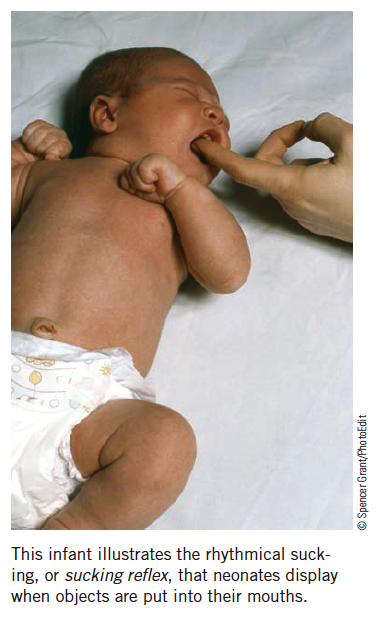 © Spencer Grant/PhotoEdit
This infant illustrates the rhythmical suck-
ing, or sucking reflex, that neonates display
when objects are put into their mouths.